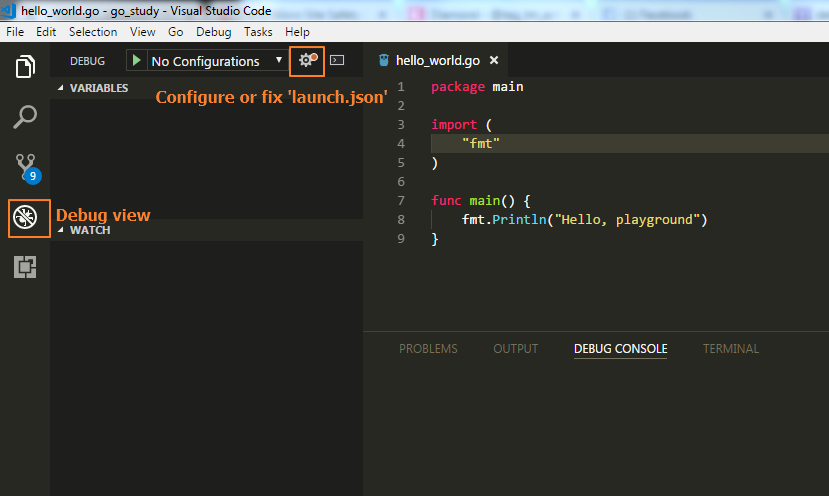 hello_world.go - go_study - Visual Studio Code
File Edit Selection View Go Debug Tasks Help
DEBUG No Configurations
hello_world.go
VARIABLES
Configure or fix 'launch.json'
9
Debug view
WATCH
1 package main
2
3 import (
4 "fmt"
5 )
6
7 func main() {
8 fmt.Println("Hello, playground")
9 }
PROBLEMS OUTPUT DEBUG CONSOLE TERMINAL